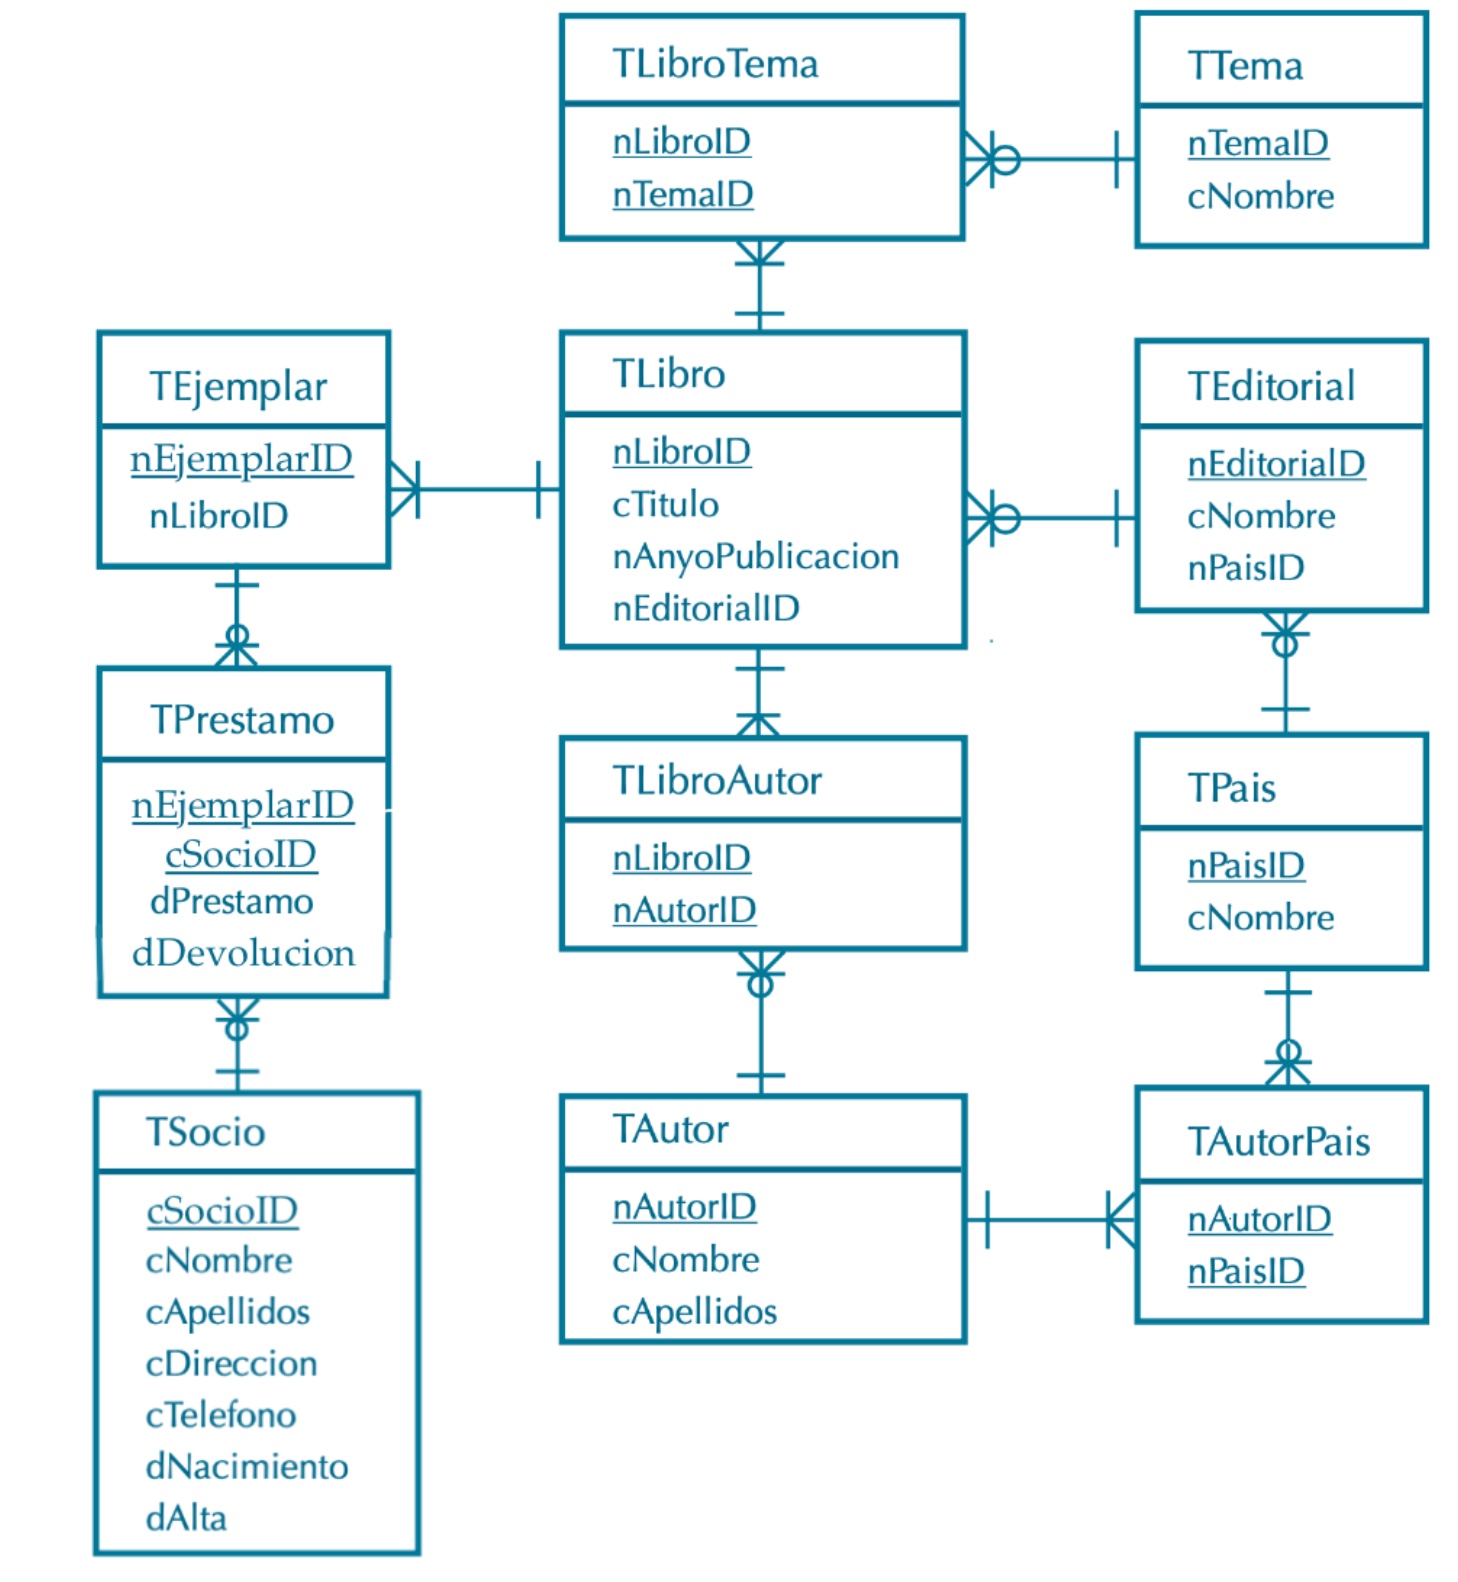 TLibroTema
nLibroID
nTemaID
TTema
nTemaID
cNombre
TEjemplar
nEjemplarID
nLibroID
TLibro
nLibroID
cTitulo
nAnyoPublicacion
nEditorialID
TEditorial
nEditorialD
cNombre
nPaisID
TPrestamo
nEjemplarID
cSocioID
dPrestamo
dDevolucion
TLibroAutor
nLibroID
nAutorID
TPais
nPaisID
cNombre
TSocio
cSocioID
cNombre
cApellidos
cDireccion
cTelefono
dNacimiento
dAlta
TAutor
nAutorID
cNombre
cApellidos
TAutorPais
nAutorID
nPaisID